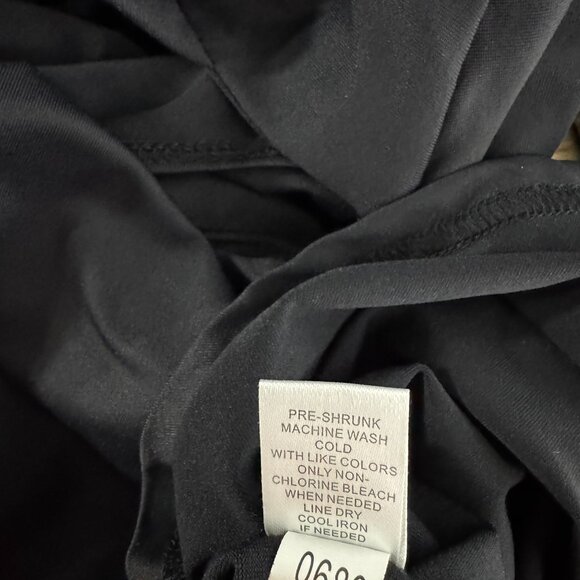 PRE-SHRUNK
MACHINE WASH
COLD
WITH LIKE COLORS
ONLY NON-
CHLORINE BLEACH
WHEN NEEDED
LINE DRY
COOL IRON
IF NEEDED